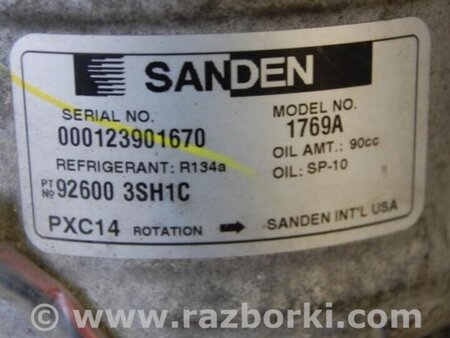 SANDEN
SERIAL NO.
000123901670
MODEL NO.
1769A
REFRIGERANT: R134a
OIL AMT.: 90cc
OIL: SP-10
PT NO 92600 3SH1C
PXC14 ROTATION
SANDEN INT'L USA
www.razborki.com